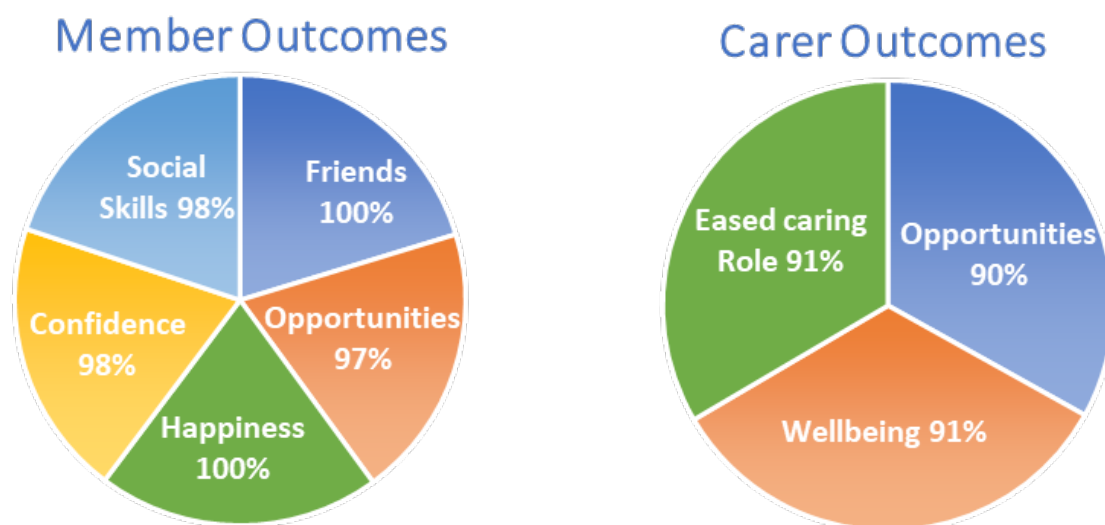 Member Outcomes
Social
Skills 98%
Friends
100%
Confidence
98%
Opportunities
97%
Happiness
100%
Carer Outcomes
Eased caring
Role 91%
Opportunities
90%
Wellbeing 91%